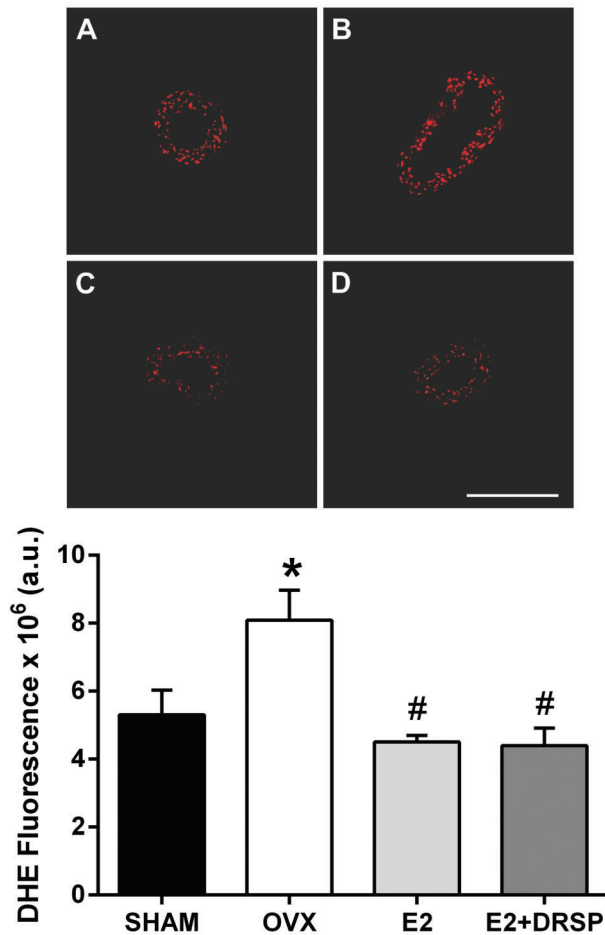 A
B
C
D
DHE Fluorescence x 10⁶ (a.u.)
10
8
6
4
2
0
*
#
#
SHAM
OVX
E2
E2+DRSP